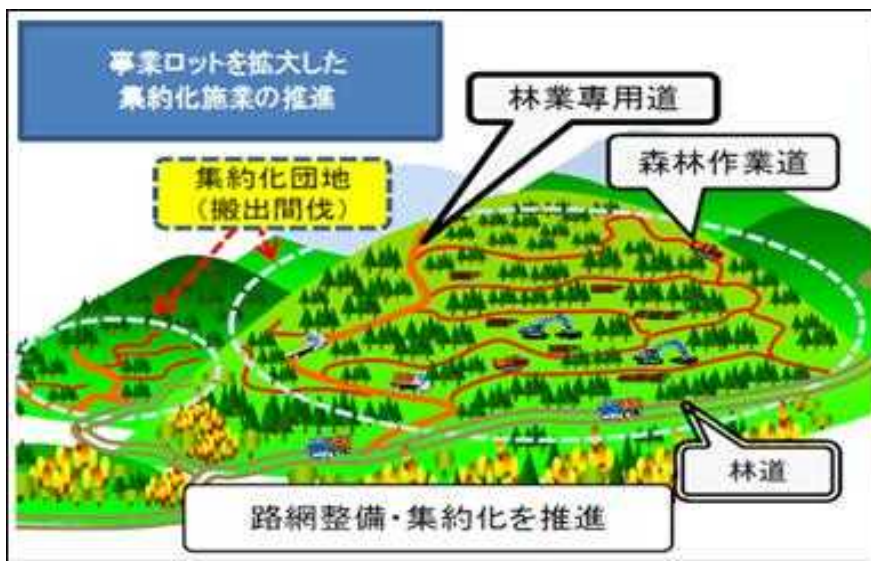 事業ロットを拡大した
集約化施業の推進
林業専用道
森林作業道
集約化団地
（搬出間伐）
林道
路網整備・集約化を推進